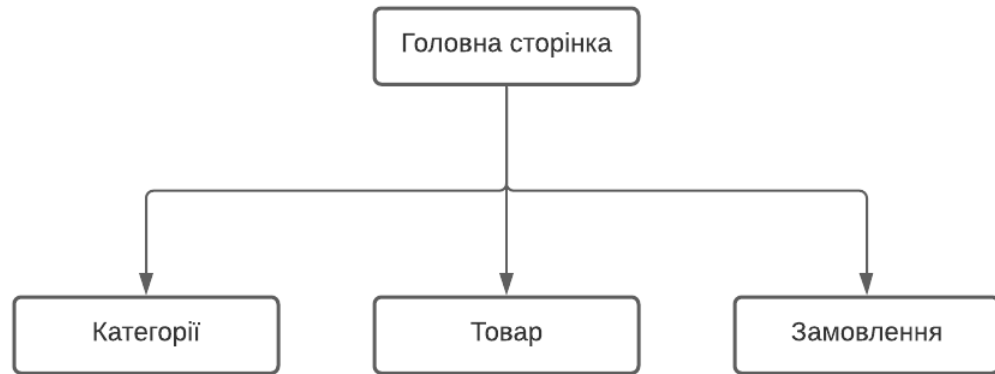 Головна сторінка
Категорії
Товар
Замовлення